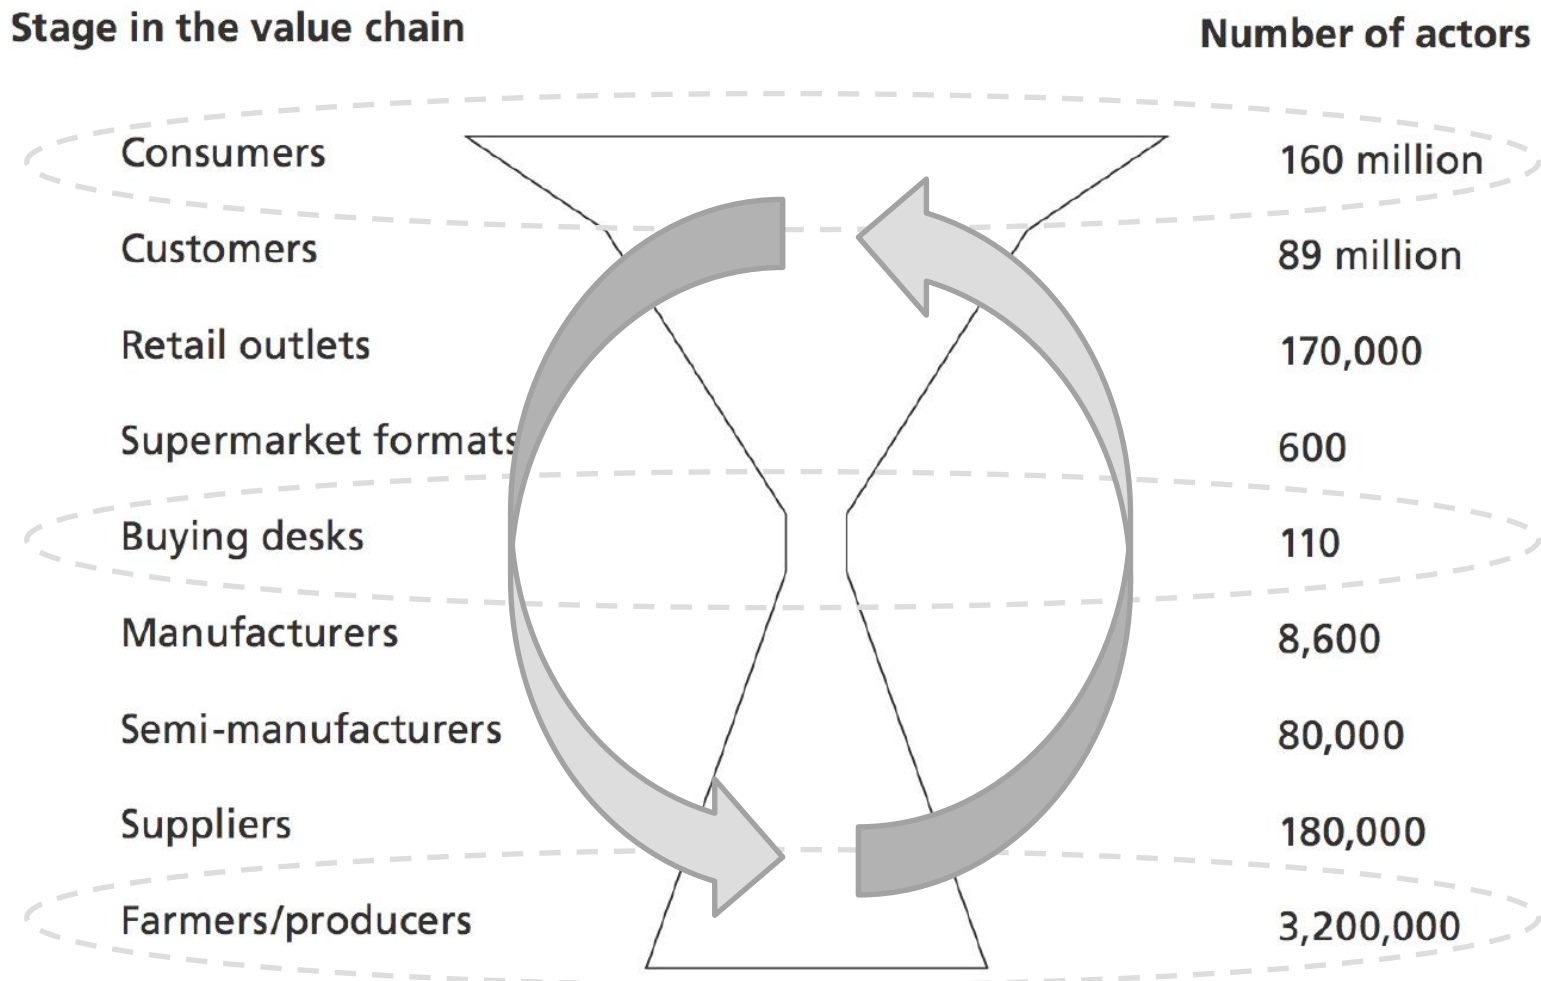 Stage in the value chain Number of actors
Consumers 160 million
Customers 89 million
Retail outlets 170,000
Supermarket formats 600
Buying desks 110
Manufacturers 8,600
Semi-manufacturers 80,000
Suppliers 180,000
Farmers/producers 3,200,000